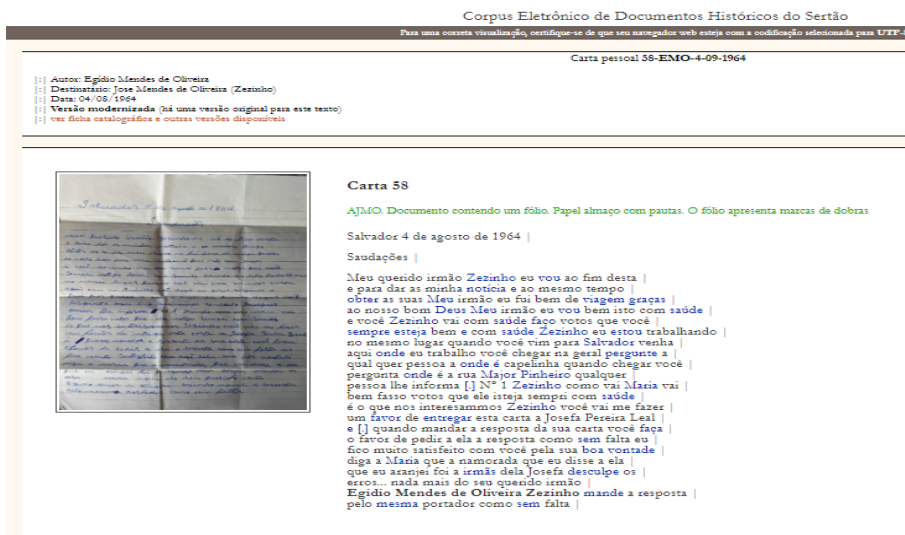 Corpus Eletrônico de Documentos Históricos do Sertão
Para uma correta visualização, certifique-se de que seu navegador web esteja com a codificação selecionada para UTF-8
Carta pessoal 58-EMO-4-09-1964
|:| Autor: Egídio Mendes de Oliveira
|:| Destinatário: Jose Mendes de Oliveira (Zezinho)
|:| Data: 04/08/1964
|:| Versão modernizada (há uma versão original para este texto)
|:| ver ficha catalográfica e outras versões disponíveis
Carta 58
AJMO. Documento contendo um fólio. Papel almaço com pautas. O fólio apresenta marcas de dobras
Salvador 4 de agosto de 1964 |
Saudações |
Meu querido irmão Zezinho eu vou ao fim desta |
e para dar as minha notícia e ao mesmo tempo |
obter as suas Meu irmão eu fui bem de viagem graças |
ao nosso bom Deus Meu irmão eu vou bem isto com saúde |
e você Zezinho vai com saúde faço votos que você |
sempre esteja bem e com saúde Zezinho eu estou trabalhando |
no mesmo lugar quando você vim para Salvador venha |
aqui onde eu trabalho você chegar na geral pergunte a |
qual quer pessoa a onde é capelinha quando chegar você |
pergunta onde é a rua Major Pinheiro qualquer |
pessoa lhe informa [.] N° 1 Zezinho como vai Maria vai |
bem fasso votos que ele isteja sempri com saúde |
é o que nos interesammos Zezinho você vai me fazer |
um favor de entregar esta carta a Josefa Pereira Leal |
e [.] quando mandar a resposta da sua carta você faça |
o favor de pedir a ela a resposta como sem falta eu |
fico muito satisfeito com você pela sua boa vontade |
diga a Maria que a namorada que eu disse a ela |
que eu aranjei foi a irmãs dela Josefa desculpe os |
erros... nada mais do seu querido irmão |
Egidio Mendes de Oliveira Zezinho mande a resposta |
pelo mesma portador como sem falta |